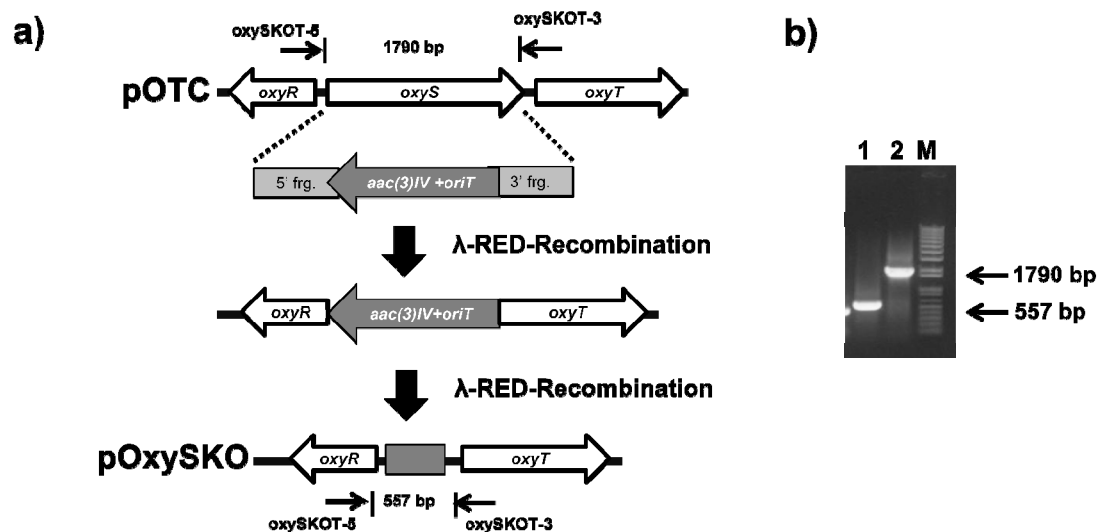 a)
oxySKOT-5
1790 bp
oxySKOT-3
pOTC
oxyR
oxyS
oxyT
5' frg.
aac(3)IV +oriT
3' frg.
λ-RED-Recombination
oxyR
aac(3)IV+oriT
oxyT
λ-RED-Recombination
pOxySKO
oxyR
oxyT
557 bp
oxySKOT-5
oxySKOT-3
b)
1 2 M
1790 bp
557 bp